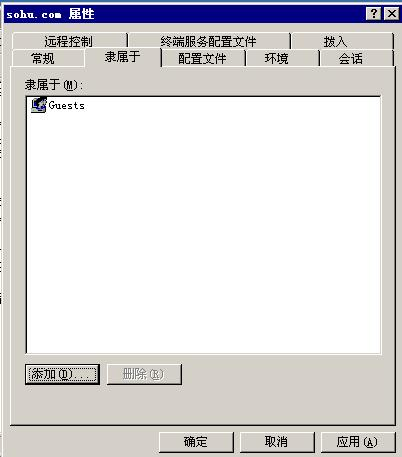 sohu.com 属性
远程控制 终端服务配置文件 拨入
常规 隶属于 配置文件 环境 会话
隶属于(M):
Guests
添加(D)... 删除(R)
确定 取消 应用(A)